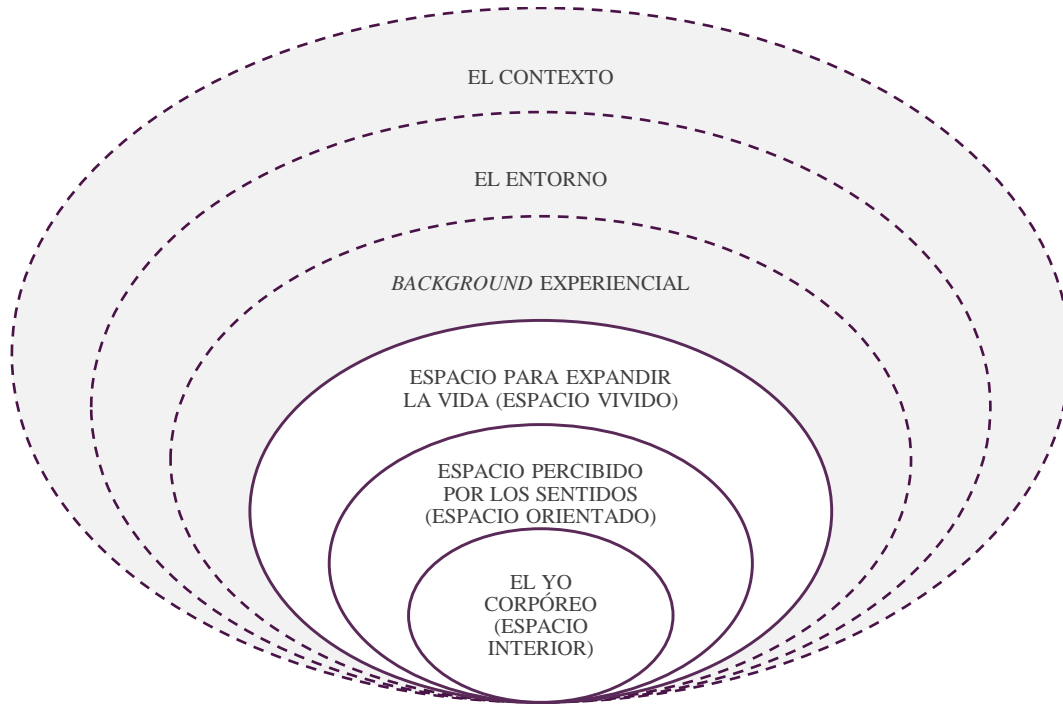 EL CONTEXTO
EL ENTORNO
BACKGROUND EXPERIENCIAL
ESPACIO PARA EXPANDIR
LA VIDA (ESPACIO VIVIDO)
ESPACIO PERCIBIDO
POR LOS SENTIDOS
(ESPACIO ORIENTADO)
EL YO
CORPÓREO
(ESPACIO
INTERIOR)